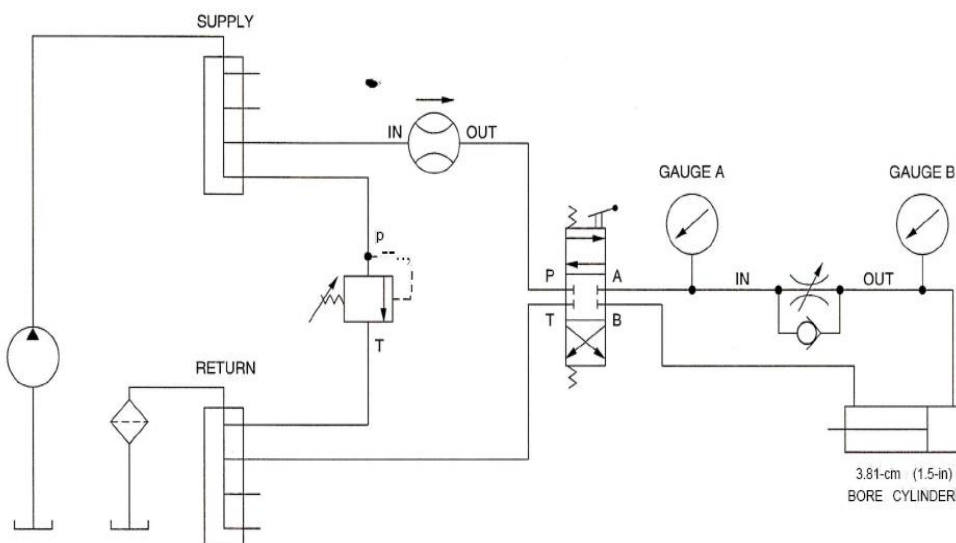 SUPPLY
IN
OUT
GAUGE A
GAUGE B
p
P
A
IN
OUT
T
B
T
RETURN
3.81-cm (1.5-in)
BORE CYLINDER